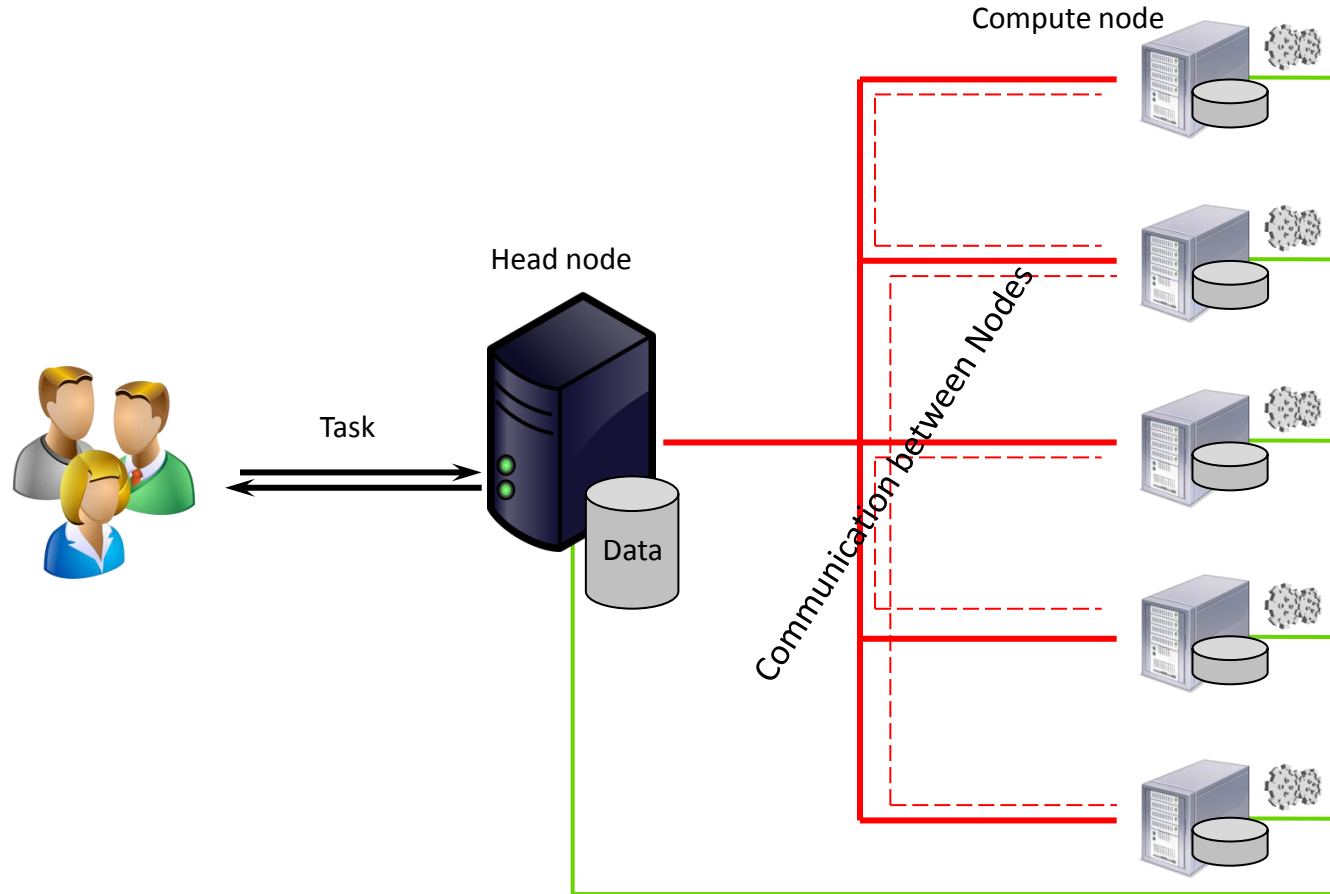 Compute node
Head node
Task
Data
Communication between Nodes